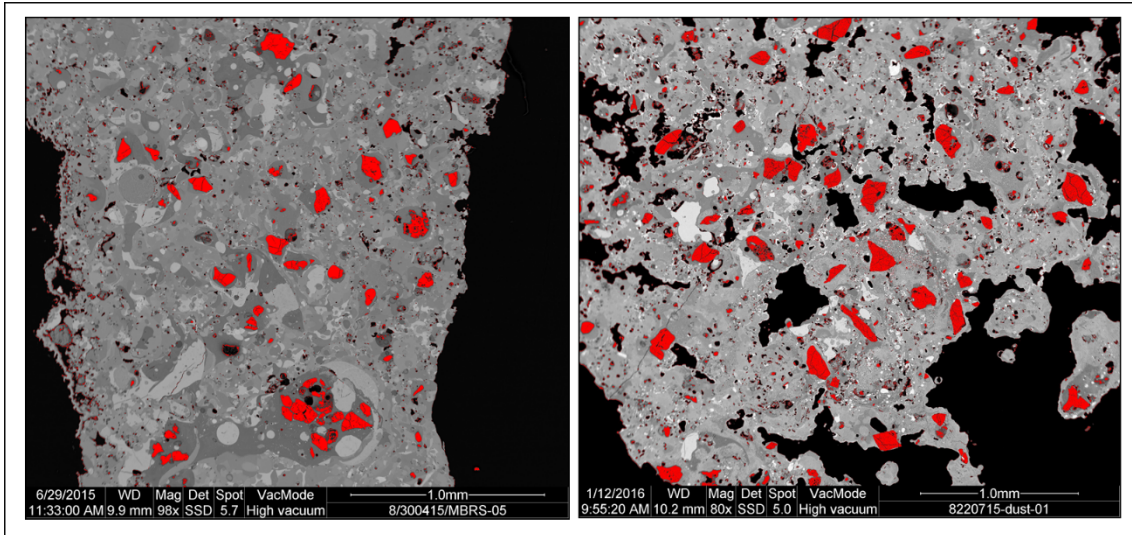 6/29/2015 WD Mag Det Spot VacMode 1.0mm
11:33:00 AM 9.9 mm 98x SSD 5.7 High vacuum 8/300415/MBRS-05
1/12/2016 WD Mag Det Spot VacMode 1.0mm
9:55:20 AM 10.2 mm 80x SSD 5.0 High vacuum 8220715-dust-01